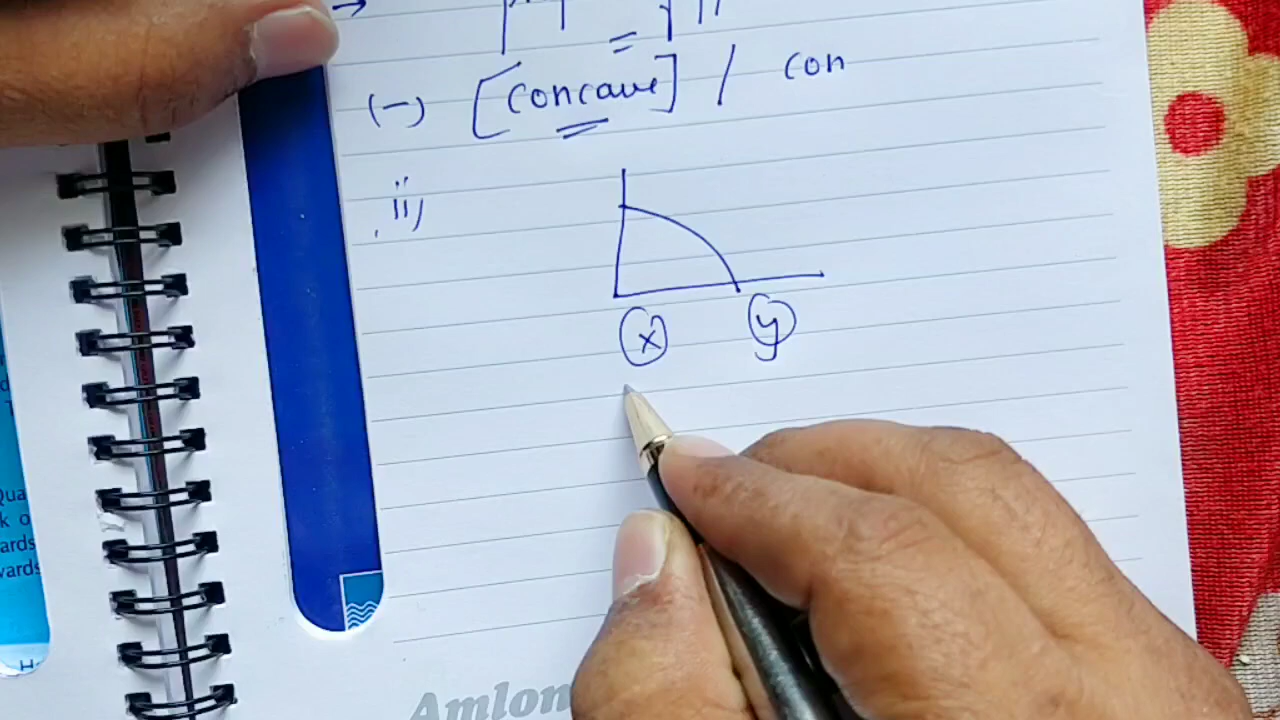 (-) [concave] / con
ii)
x y
Amlon